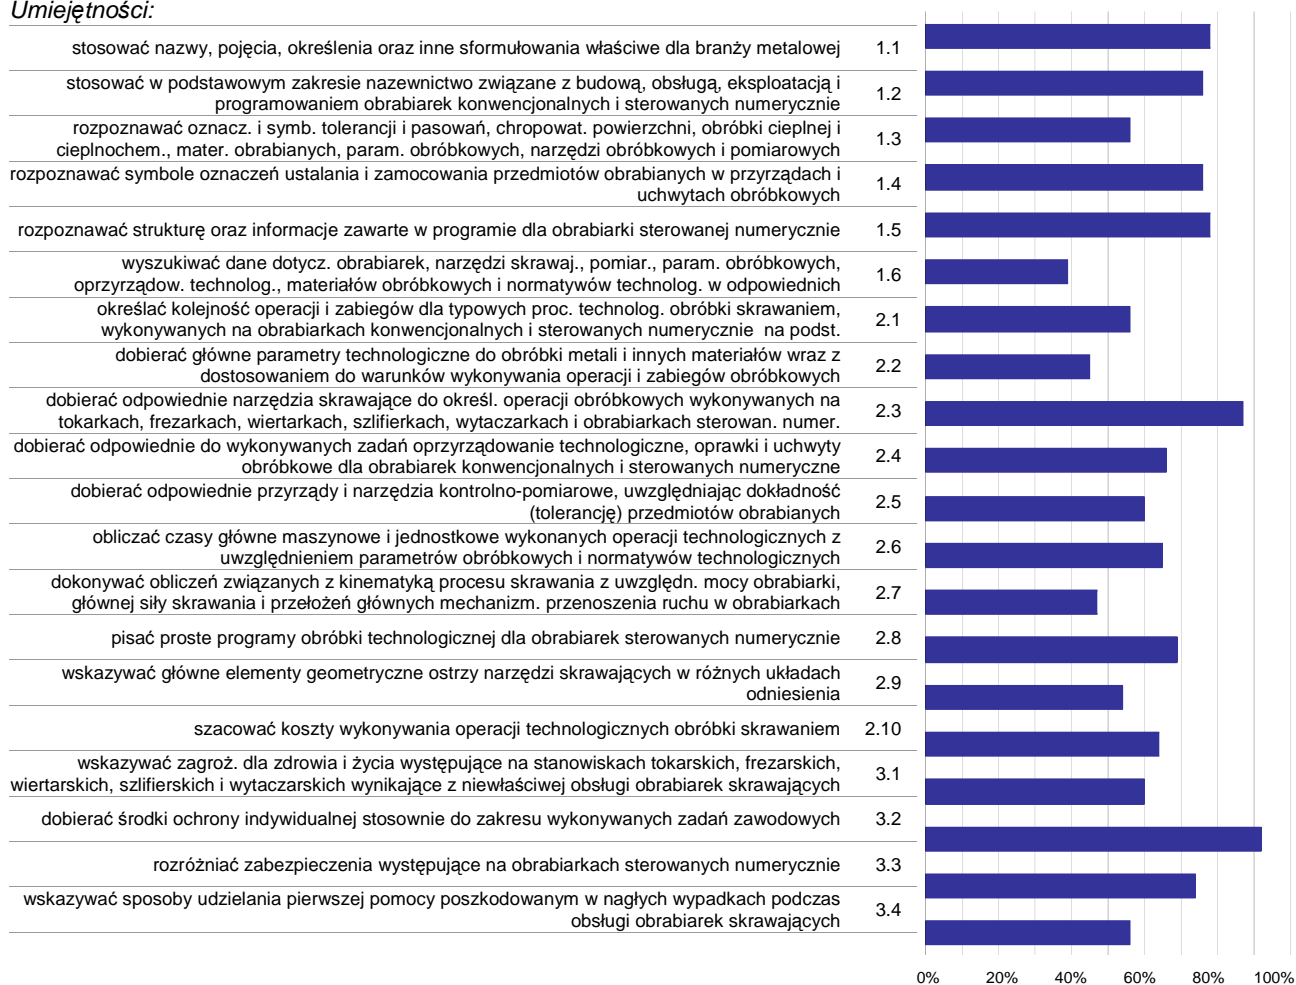 Umiejętności:
stosować nazwy, pojęcia, określenia oraz inne sformułowania właściwe dla branży metalowej 1.1
stosować w podstawowym zakresie nazewnictwo związane z budową, obsługą, eksploatacją i
programowaniem obrabiarek konwencjonalnych i sterowanych numerycznie 1.2
rozpoznawać oznacz. i symb. tolerancji i pasowań, chropowat. powierzchni, obróbki cieplnej i
cieplnochem., mater. obrabianych, param. obróbkowych, narzędzi obróbkowych i pomiarowych 1.3
rozpoznawać symbole oznaczeń ustalania i zamocowania przedmiotów obrabianych w przyrządach i
uchwytach obróbkowych 1.4
rozpoznawać strukturę oraz informacje zawarte w programie dla obrabiarki sterowanej numerycznie 1.5
wyszukiwać dane dotycz. obrabiarek, narzędzi skrawaj., pomiar., param. obróbkowych,
oprzyrządow. technolog., materiałów obróbkowych i normatywów technolog. w odpowiednich 1.6
określać kolejność operacji i zabiegów dla typowych proc. technolog. obróbki skrawaniem,
wykonywanych na obrabiarkach konwencjonalnych i sterowanych numerycznie na podst. 2.1
dobierać główne parametry technologiczne do obróbki metali i innych materiałów wraz z
dostosowaniem do warunków wykonywania operacji i zabiegów obróbkowych 2.2
dobierać odpowiednie narzędzia skrawające do określ. operacji obróbkowych wykonywanych na
tokarkach, frezarkach, wiertarkach, szlifierkach, wytaczarkach i obrabiarkach sterowan. numer. 2.3
dobierać odpowiednie do wykonywanych zadań oprzyrządowanie technologiczne, oprawki i uchwyty
obróbkowe dla obrabiarek konwencjonalnych i sterowanych numeryczne 2.4
dobierać odpowiednie przyrządy i narzędzia kontrolno-pomiarowe, uwzględniając dokładność
(tolerancję) przedmiotów obrabianych 2.5
obliczać czasy główne maszynowe i jednostkowe wykonanych operacji technologicznych z
uwzględnieniem parametrów obróbkowych i normatywów technologicznych 2.6
dokonywać obliczeń związanych z kinematyką procesu skrawania z uwzględn. mocy obrabiarki,
głównej siły skrawania i przełożeń głównych mechanizm. przenoszenia ruchu w obrabiarkach 2.7
pisać proste programy obróbki technologicznej dla obrabiarek sterowanych numerycznie 2.8
wskazywać główne elementy geometryczne ostrzy narzędzi skrawających w różnych układach
odniesienia 2.9
szacować koszty wykonywania operacji technologicznych obróbki skrawaniem 2.10
wskazywać zagroż. dla zdrowia i życia występujące na stanowiskach tokarskich, frezarskich,
wiertarskich, szlifierskich i wytaczarskich wynikające z niewłaściwej obsługi obrabiarek skrawających 3.1
dobierać środki ochrony indywidualnej stosownie do zakresu wykonywanych zadań zawodowych 3.2
rozróżniać zabezpieczenia występujące na obrabiarkach sterowanych numerycznie 3.3
wskazywać sposoby udzielania pierwszej pomocy poszkodowanym w nagłych wypadkach podczas
obsługi obrabiarek skrawających 3.4
0% 20% 40% 60% 80% 100%